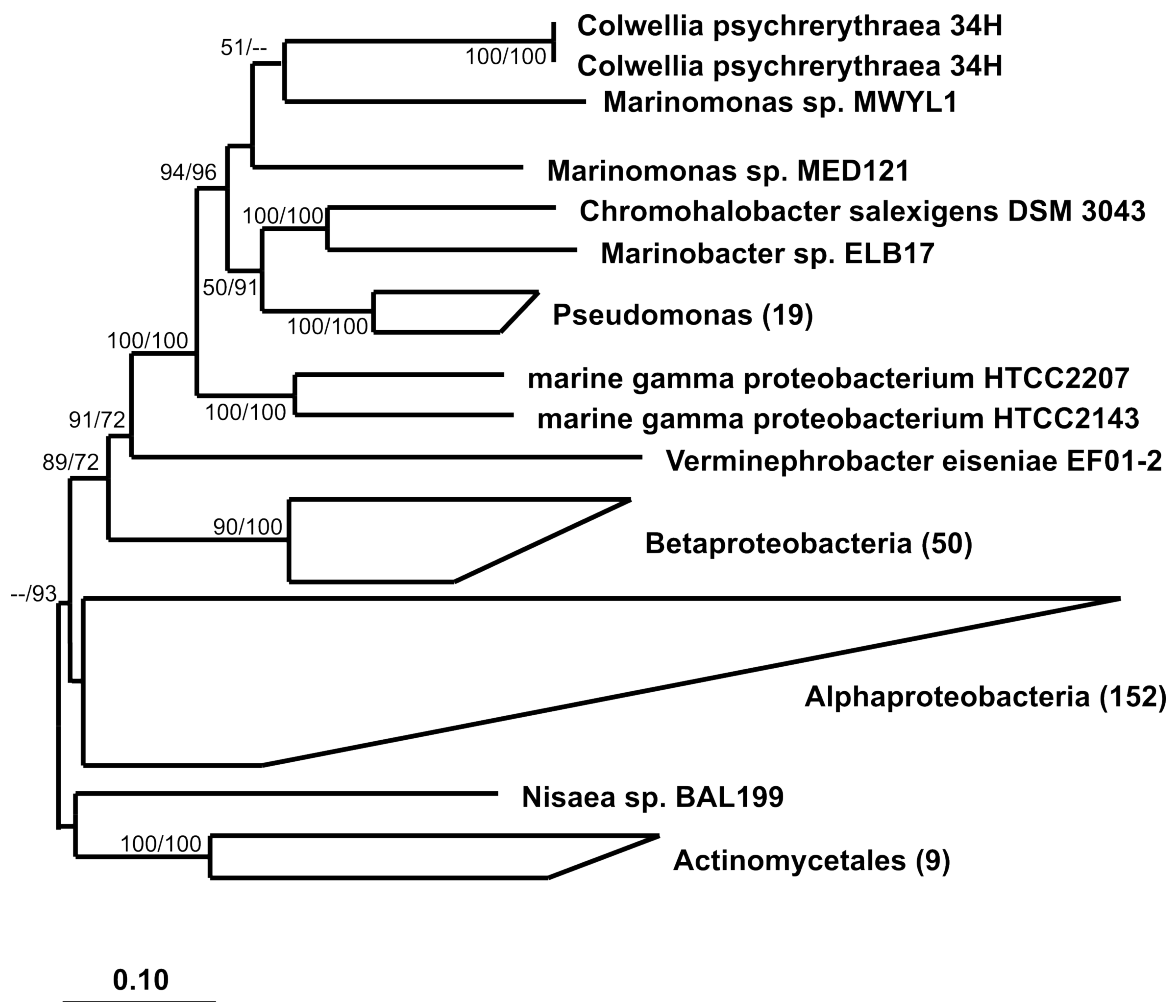 51/--
Colwellia psychrerythraea 34H
100/100
Colwellia psychrerythraea 34H
Marinomonas sp. MWYL1
94/96
Marinomonas sp. MED121
100/100
Chromohalobacter salexigens DSM 3043
Marinobacter sp. ELB17
50/91
Pseudomonas (19)
100/100
100/100
marine gamma proteobacterium HTCC2207
100/100
marine gamma proteobacterium HTCC2143
91/72
Verminephrobacter eiseniae EF01-2
89/72
90/100
Betaproteobacteria (50)
--/93
Alphaproteobacteria (152)
Nisaea sp. BAL199
100/100
Actinomycetales (9)
0.10